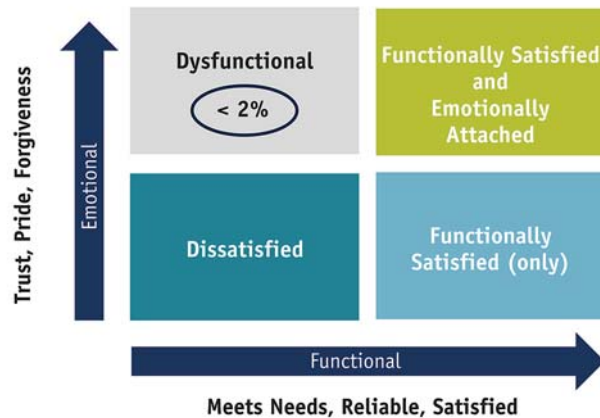 Trust, Pride, Forgiveness
Emotional
Dysfunctional
< 2%
Functionally Satisfied
and
Emotionally
Attached
Dissatisfied
Functionally
Satisfied (only)
Functional
Meets Needs, Reliable, Satisfied